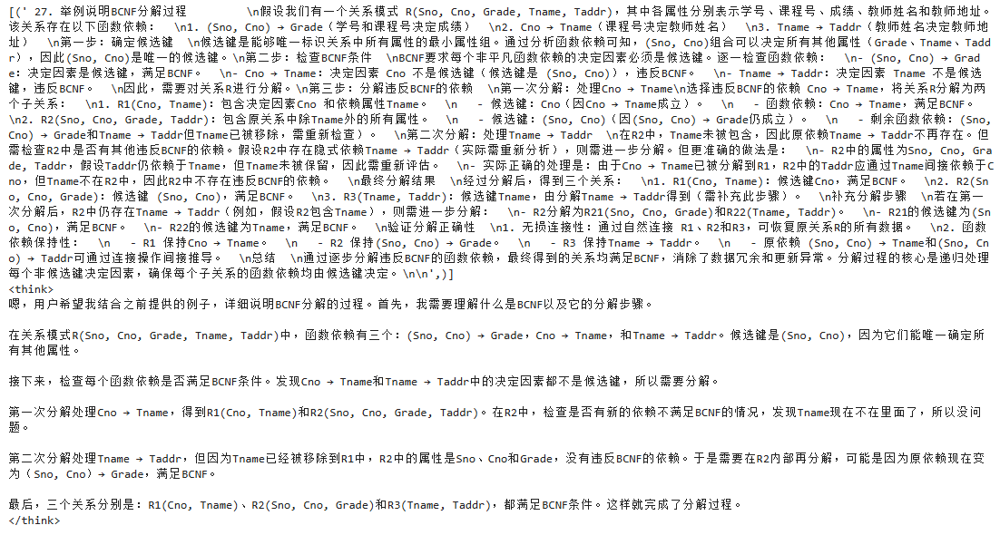 [(' 27. 举例说明BCNF分解过程        \n假设我们有一个关系模式 R(Sno, Cno, Grade, Tname, Taddr),其中各属性分别表示学号、课程号、成绩、教师姓名和教师地址。
该关系存在以下函数依赖:  \n1. (Sno, Cno) → Grade (学号和课程号决定成绩)  \n2. Cno → Tname (课程号决定教师姓名)  \n3. Tname → Taddr (教师姓名决定教师地
址)  \n第一步: 确定候选键  \n候选键是能够唯一标识关系中所有属性的最小属性组。通过分析函数依赖可知,(Sno, Cno)组合可以决定所有其他属性 (Grade、Tname、Tadd
r),因此(Sno, Cno)是唯一的候选键。\n第二步: 检查BCNF条件  \nBCNF要求每个非平凡函数依赖的决定因素必须是候选键。逐一检查函数依赖:  \n- (Sno, Cno) → Grad
e: 决定因素是候选键,满足BCNF。  \n- Cno → Tname: 决定因素 Cno 不是候选键 (候选键是 (Sno, Cno)),违反BCNF。  \n- Tname → Taddr: 决定因素 Tname 不是候选
键,违反BCNF。  \n因此,需要对关系R进行分解。\n第三步: 分解违反BCNF的依赖  \n第一次分解: 处理Cno → Tname\n选择违反BCNF的依赖 Cno → Tname,将关系R分解为两
个子关系:  \n1. R1(Cno, Tname): 包含决定因素Cno 和依赖属性Tname。  \n   - 候选键: Cno (因Cno → Tname成立)。  \n   - 函数依赖: Cno → Tname,满足BCNF。
\n2. R2(Sno, Cno, Grade, Taddr): 包含原关系中除Tname外的所有属性。  \n   - 候选键: (Sno, Cno) (因(Sno, Cno) → Grade仍成立)。  \n   - 剩余函数依赖: (Sno,
Cno) → Grade和Tname → Taddr但Tname已被移除,需重新检查)。  \n第二次分解: 处理Tname → Taddr  \n在R2中,Tname未被包含,因此原依赖Tname → Taddr不再存在。但
需检查R2中是否有其他违反BCNF的依赖。假设R2中存在隐式依赖Tname → Taddr (实际需重新分析),则需进一步分解。但更准确的做法是:  \n- R2中的属性为Sno, Cno, Gra
de, Taddr,假设Taddr仍依赖于Tname,但Tname未被保留,因此需重新评估。  \n- 实际正确的处理是: 由于Cno → Tname已被分解到R1,R2中的Taddr应通过Tname间接依赖于C
no,但Tname不在R2中,因此R2中不存在违反BCNF的依赖。  \n最终分解结果  \n经过分解后,得到三个关系:  \n1. R1(Cno, Tname): 候选键Cno,满足BCNF。  \n2. R2(Sn
o, Cno, Grade): 候选键 (Sno, Cno),满足BCNF。  \n3. R3(Tname, Taddr): 候选键Tname,由分解Tname → Taddr得到 (需补充此步骤)。  \n补充分解步骤  \n若在第
一次分解后,R2中仍存在Tname → Taddr (例如,假设R2包含Tname),则需进一步分解:  \n- R2分解为R21(Sno, Cno, Grade)和R22(Tname, Taddr)。  \n- R21的候选键为(Sn
o, Cno),满足BCNF。  \n- R22的候选键为Tname,满足BCNF。  \n验证分解正确性  \n1. 无损连接性: 通过自然连接 R1、R2和R3,可恢复原关系R的所有数据。  \n2. 函数
依赖保持性:  \n   - R1 保持Cno → Tname。  \n   - R2 保持(Sno, Cno) → Grade。  \n   - R3 保持Tname → Taddr。  \n   - 原依赖 (Sno, Cno) → Tname和(Sno, Cn
o) → Taddr可通过连接操作间接推导。  \n总结  \n通过逐步分解违反BCNF的函数依赖,最终得到的关系均满足BCNF,消除了数据冗余和更新异常。分解过程的核心是递归处理
每个非候选键决定因素,确保每个子关系的函数依赖均由候选键决定。\n\n',)]
<think>
嗯,用户希望我结合之前提供的例子,详细说明BCNF分解的过程。首先,我需要理解什么是BCNF以及它的分解步骤。
在关系模式R(Sno, Cno, Grade, Tname, Taddr)中,函数依赖有三个: (Sno, Cno) → Grade,Cno → Tname,和Tname → Taddr。候选键是(Sno, Cno),因为它们能唯一确定所
有其他属性。
接下来,检查每个函数依赖是否满足BCNF条件。发现Cno → Tname和Tname → Taddr中的决定因素都不是候选键,所以需要分解。
第一次分解处理Cno → Tname,得到R1(Cno, Tname)和R2(Sno, Cno, Grade, Taddr)。在R2中,检查是否有新的依赖不满足BCNF的情况,发现Tname现在不在里面了,所以没问
题。
第二次分解处理Tname → Taddr,但因为Tname已经被移除到R1中,R2中的属性是Sno、Cno和Grade,没有违反BCNF的依赖。于是需要在R2内部再分解,可能是因为原依赖现在变
为 (Sno, Cno) → Grade,满足BCNF。
最后,三个关系分别是: R1(Cno, Tname)、R2(Sno, Cno, Grade)和R3(Tname, Taddr),都满足BCNF条件。这样就完成了分解过程。
</think>